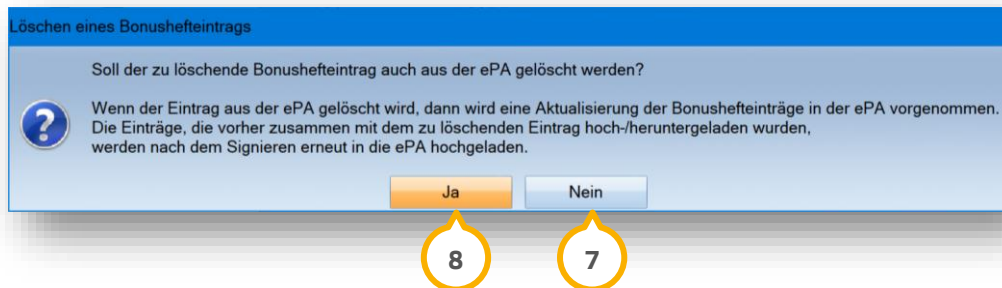 Löschen eines Bonushefteintrags
Soll der zu löschende Bonushefteintrag auch aus der ePA gelöscht werden?
Wenn der Eintrag aus der ePA gelöscht wird, dann wird eine Aktualisierung der Bonushefteinträge in der ePA vorgenommen.
Die Einträge, die vorher zusammen mit dem zu löschenden Eintrag hoch-/heruntergeladen wurden,
werden nach dem Signieren erneut in die ePA hochgeladen.
Ja Nein
8 7